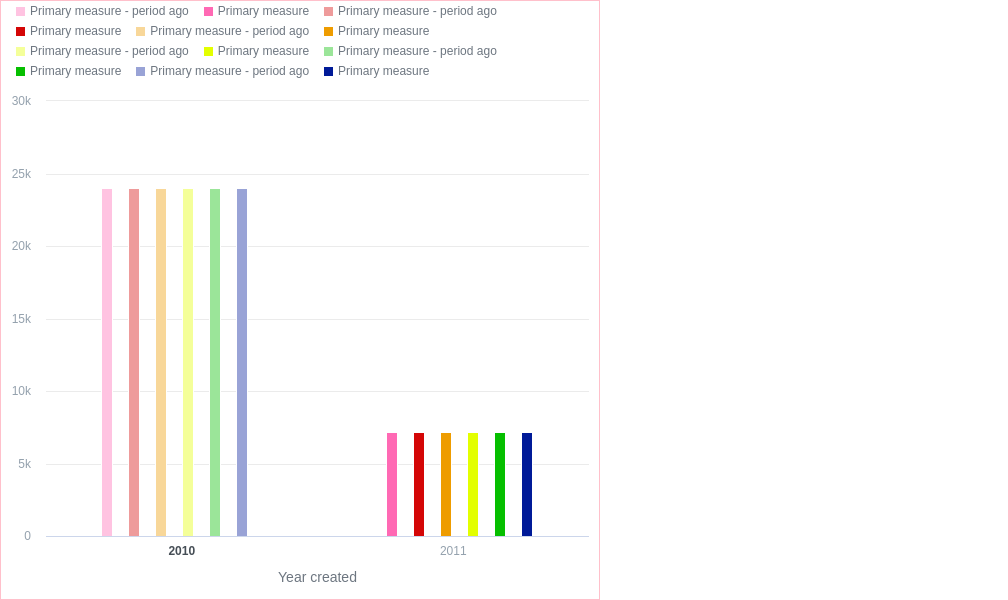 Primary measure - period ago Primary measure Primary measure - period ago
Primary measure Primary measure - period ago Primary measure
Primary measure - period ago Primary measure Primary measure - period ago
Primary measure Primary measure - period ago Primary measure
30k
25k
20k
15k
10k
5k
0
2010 2011
Year created